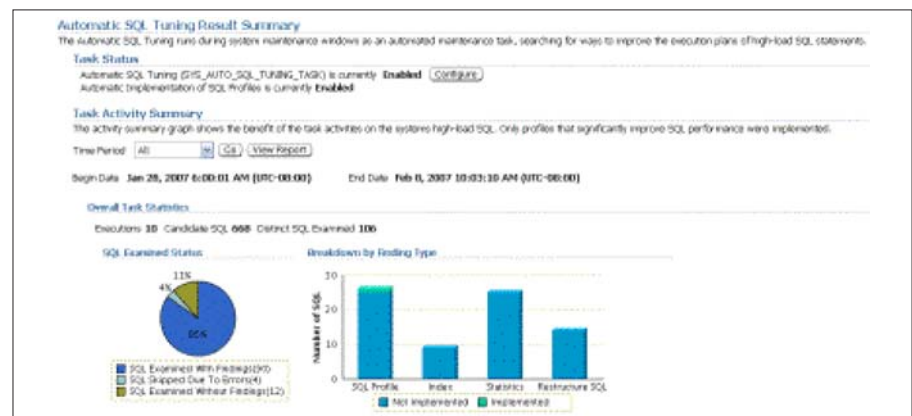 Automatic SQL Tuning Result Summary
The Automatic SQL Tuning runs during system maintenance windows as an automated maintenance task, searching for ways to improve the execution plans of high-load SQL statements.
Task Status
Automatic SQL Tuning (SYS_AUTO_SQL_TUNING_TASK) is currently Enabled Configure
Automatic Implementation of SQL Profiles is currently Enabled
Task Activity Summary
The activity summary graph shows the benefit of the task activities on the systems high-load SQL. Only profiles that significantly improve SQL performance were implemented.
Time Period All Go View Report
Begin Date Jan 28, 2007 6:00:01 AM (UTC-08:00) End Date Feb 8, 2007 10:03:10 AM (UTC-08:00)
Overall Task Statistics
Executions 10 Candidate SQL 668 Distinct SQL Examined 106
SQL Examined Status
11%
4%
85%
SQL Examined With Findings(90)
SQL Skipped Due To Errors(4)
SQL Examined Without Findings(12)
Breakdown by Finding Type
Number of SQL
30
20
10
0
SQL Profile Index Statistics Restructure SQL
Not implemented Implemented